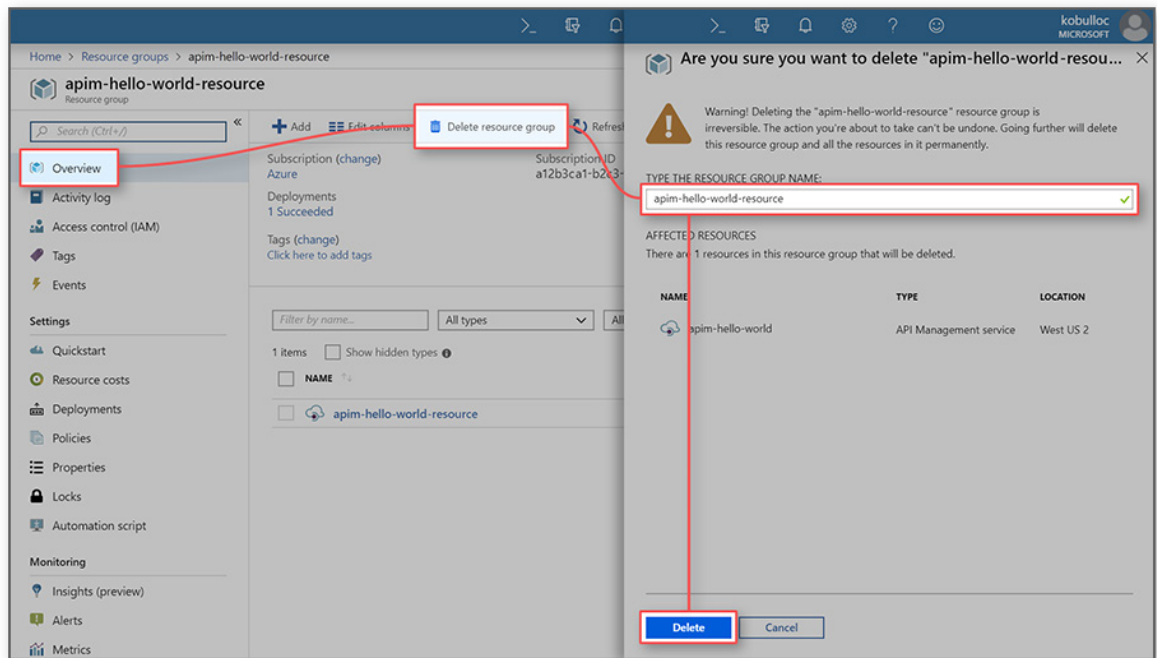 kobulloc
MICROSOFT
Home > Resource groups > apim-hello-world-resource
apim-hello-world-resource
Resource group
Search (Ctrl+/)
Overview
Activity log
Access control (IAM)
Tags
Events
Settings
Quickstart
Resource costs
Deployments
Policies
Properties
Locks
Automation script
Monitoring
Insights (preview)
Alerts
Metrics
Add Edit columns Delete resource group Refresh
Subscription (change)
Azure
Subscription ID
a12b3ca1-b2c3-
Deployments
1 Succeeded
Tags (change)
Click here to add tags
Filter by name... All types All
1 items Show hidden types
NAME
apim-hello-world-resource
Are you sure you want to delete "apim-hello-world-resou...
Warning! Deleting the "apim-hello-world-resource" resource group is
irreversible. The action you're about to take can't be undone. Going further will delete
this resource group and all the resources in it permanently.
TYPE THE RESOURCE GROUP NAME:
apim-hello-world-resource
AFFECTED RESOURCES
There are 1 resources in this resource group that will be deleted.
NAME TYPE LOCATION
apim-hello-world API Management service West US 2
Delete Cancel